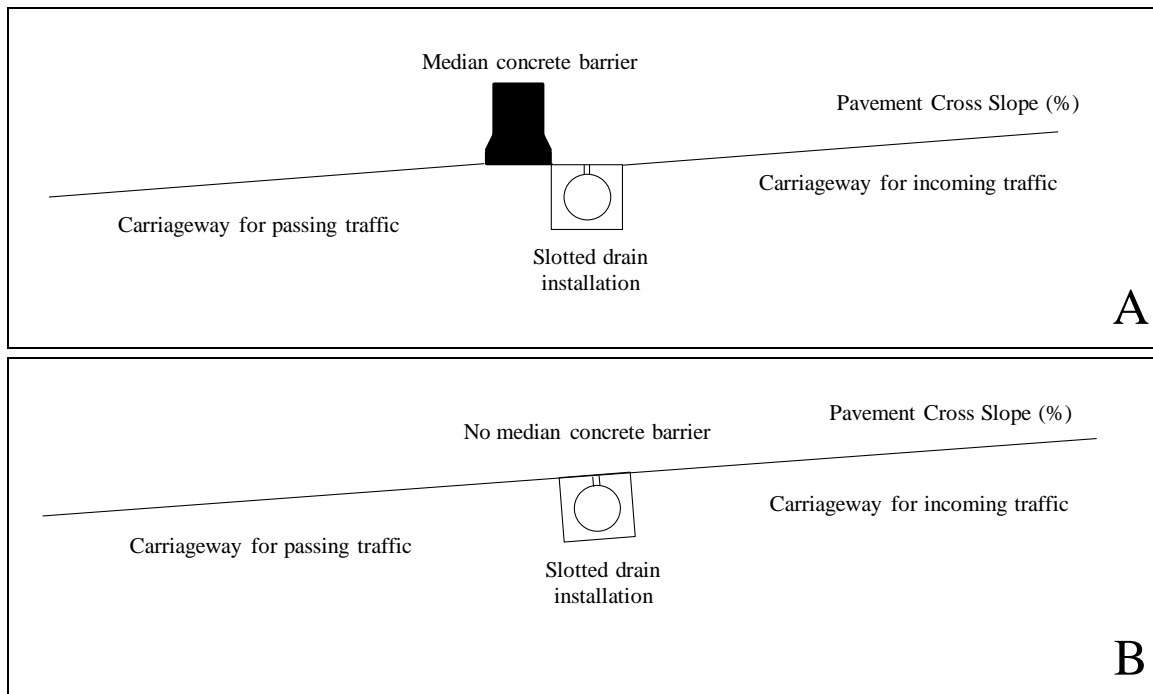 Median concrete barrier
Pavement Cross Slope (%)
Carriageway for incoming traffic
Carriageway for passing traffic
Slotted drain
installation
A
No median concrete barrier
Pavement Cross Slope (%)
Carriageway for incoming traffic
Carriageway for passing traffic
Slotted drain
installation
B